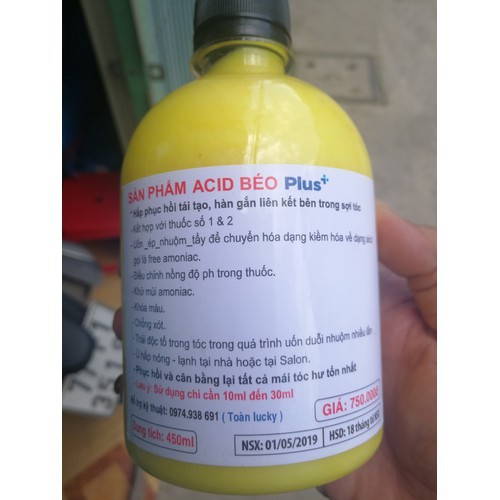 SẢN PHẨM ACID BÉO Plus+
* Hấp phục hồi tái tạo, hàn gắn liên kết bên trong sợi tóc
-Kết hợp với thuốc số 1 & 2
-Uốn_ép_nhuộm_tẩy để chuyển hóa dạng kiềm hóa về dạng acid
gọi là free amoniac.
-Điều chỉnh nồng độ ph trong thuốc.
-Khử mùi amoniac.
-Khóa màu.
-Chống xót.
- Thải độc tố trong tóc trong quá trình uốn duỗi nhuộm nhiều lần
- Ủ hấp nóng - lạnh tại nhà hoặc tại Salon.
- Phục hồi và cân bằng lại tất cả mái tóc hư tổn nhất
- Lưu ý: Sử dụng chỉ cần 10ml đến 30ml
Hỗ trợ kỹ thuật: 0974.938 691 ( Toàn lucky )
GIÁ: 750.000đ
Dung tích: 450ml
NSX: 01/05/2019
HSD: 18 tháng từ NSX